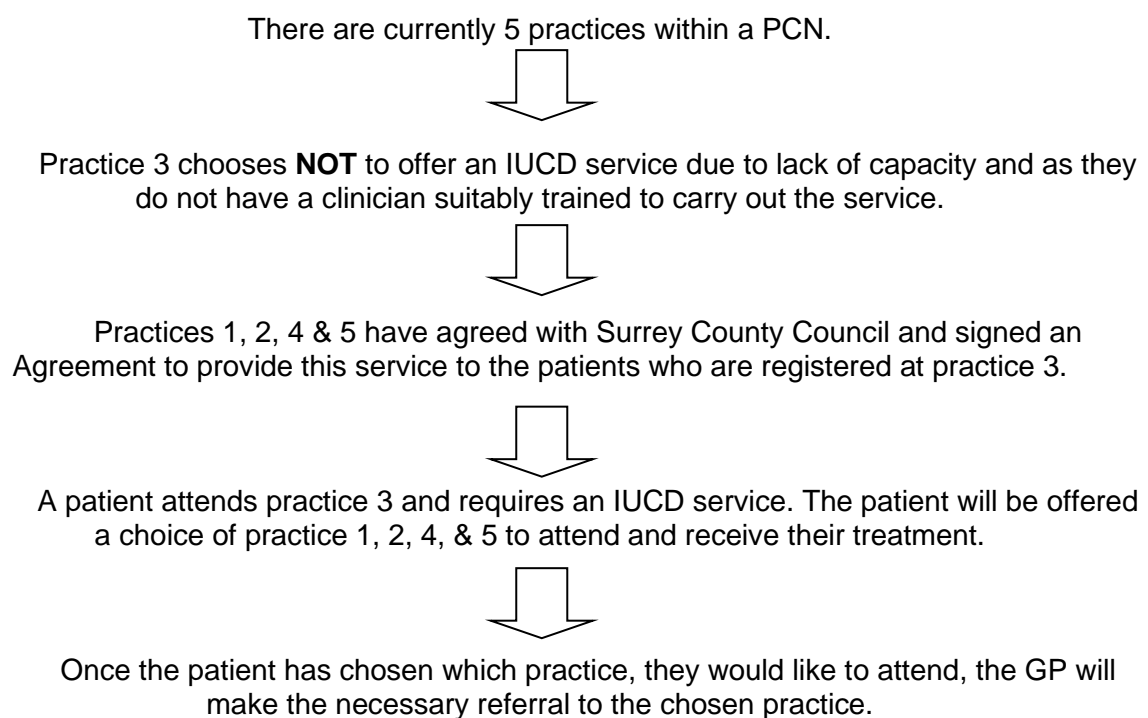 There are currently 5 practices within a PCN.
Practice 3 chooses NOT to offer an IUCD service due to lack of capacity and as they
do not have a clinician suitably trained to carry out the service.
Practices 1, 2, 4 & 5 have agreed with Surrey County Council and signed an
Agreement to provide this service to the patients who are registered at practice 3.
A patient attends practice 3 and requires an IUCD service. The patient will be offered
a choice of practice 1, 2, 4, & 5 to attend and receive their treatment.
Once the patient has chosen which practice, they would like to attend, the GP will
make the necessary referral to the chosen practice.